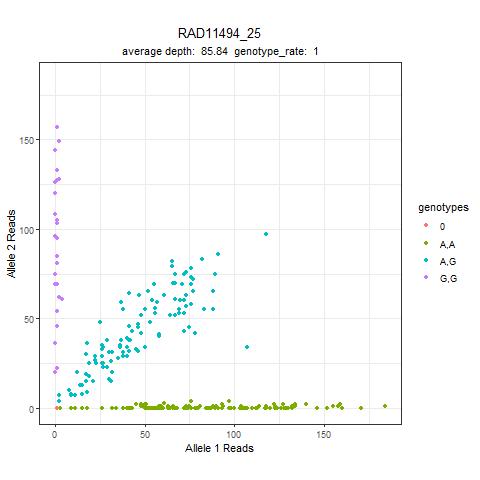 RAD11494_25
average depth: 85.84 genotype_rate: 1
Allele 2 Reads
150
100
50
0
0 50 100 150
Allele 1 Reads
genotypes
0
A,A
A,G
G,G